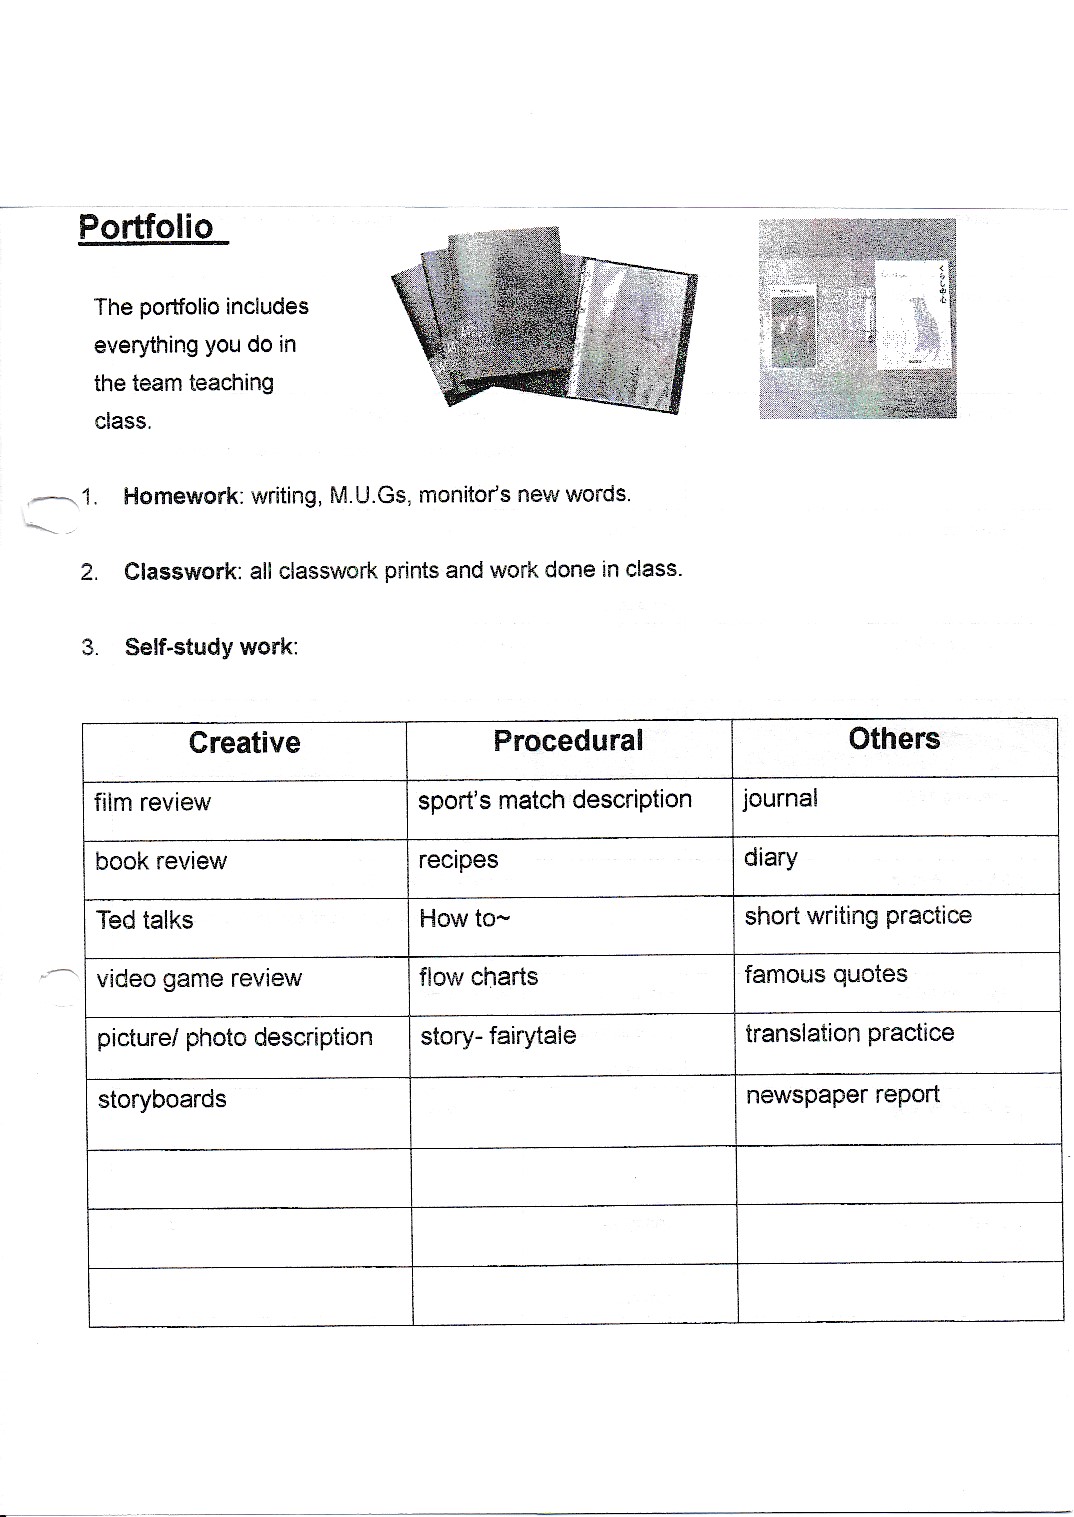 Portfolio
The portfolio includes
everything you do in
the team teaching
class.
1. Homework: writing, M.U.Gs, monitor's new words.
2. Classwork: all classwork prints and work done in class.
3. Self-study work:
Creative Procedural Others
film review sport's match description journal
book review recipes diary
Ted talks How to~ short writing practice
video game review flow charts famous quotes
picture/ photo description story- fairytale translation practice
storyboards newspaper report